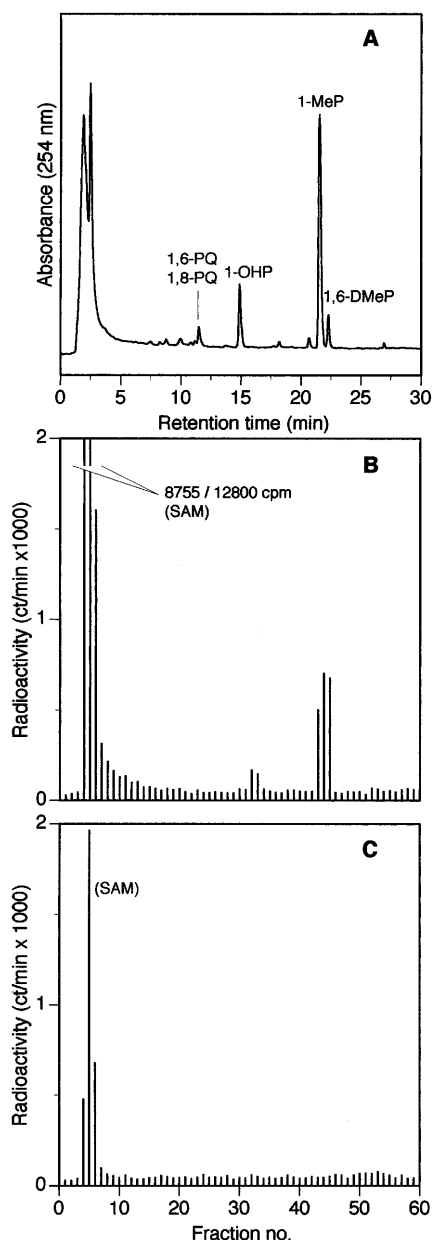 A
Absorbance (254 nm)
1-MeP
1,6-PQ
1,8-PQ
1-OHP
1,6-DMeP
0 5 10 15 20 25 30
Retention time (min)
B
Radioactivity (ct/min x1000)
2
1
0
8755 / 12800 cpm
(SAM)
C
Radioactivity (ct/min x 1000)
2
1
0
(SAM)
0 10 20 30 40 50 60
Fraction no.